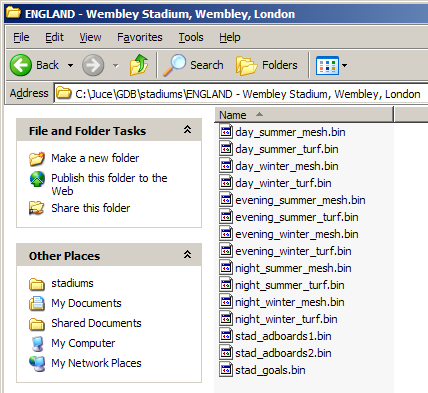 ENGLAND - Wembley Stadium, Wembley, London
File Edit View Favorites Tools Help
Back Search Folders
Address C:\Juce\GDB\stadiums\ENGLAND - Wembley Stadium, Wembley, London
File and Folder Tasks
Make a new folder
Publish this folder to the
Web
Share this folder
Other Places
stadiums
My Documents
Shared Documents
My Computer
My Network Places
Name
day_summer_mesh.bin
day_summer_turf.bin
day_winter_mesh.bin
day_winter_turf.bin
evening_summer_mesh.bin
evening_summer_turf.bin
evening_winter_mesh.bin
evening_winter_turf.bin
night_summer_mesh.bin
night_summer_turf.bin
night_winter_mesh.bin
night_winter_turf.bin
stad_adboards1.bin
stad_adboards2.bin
stad_goals.bin